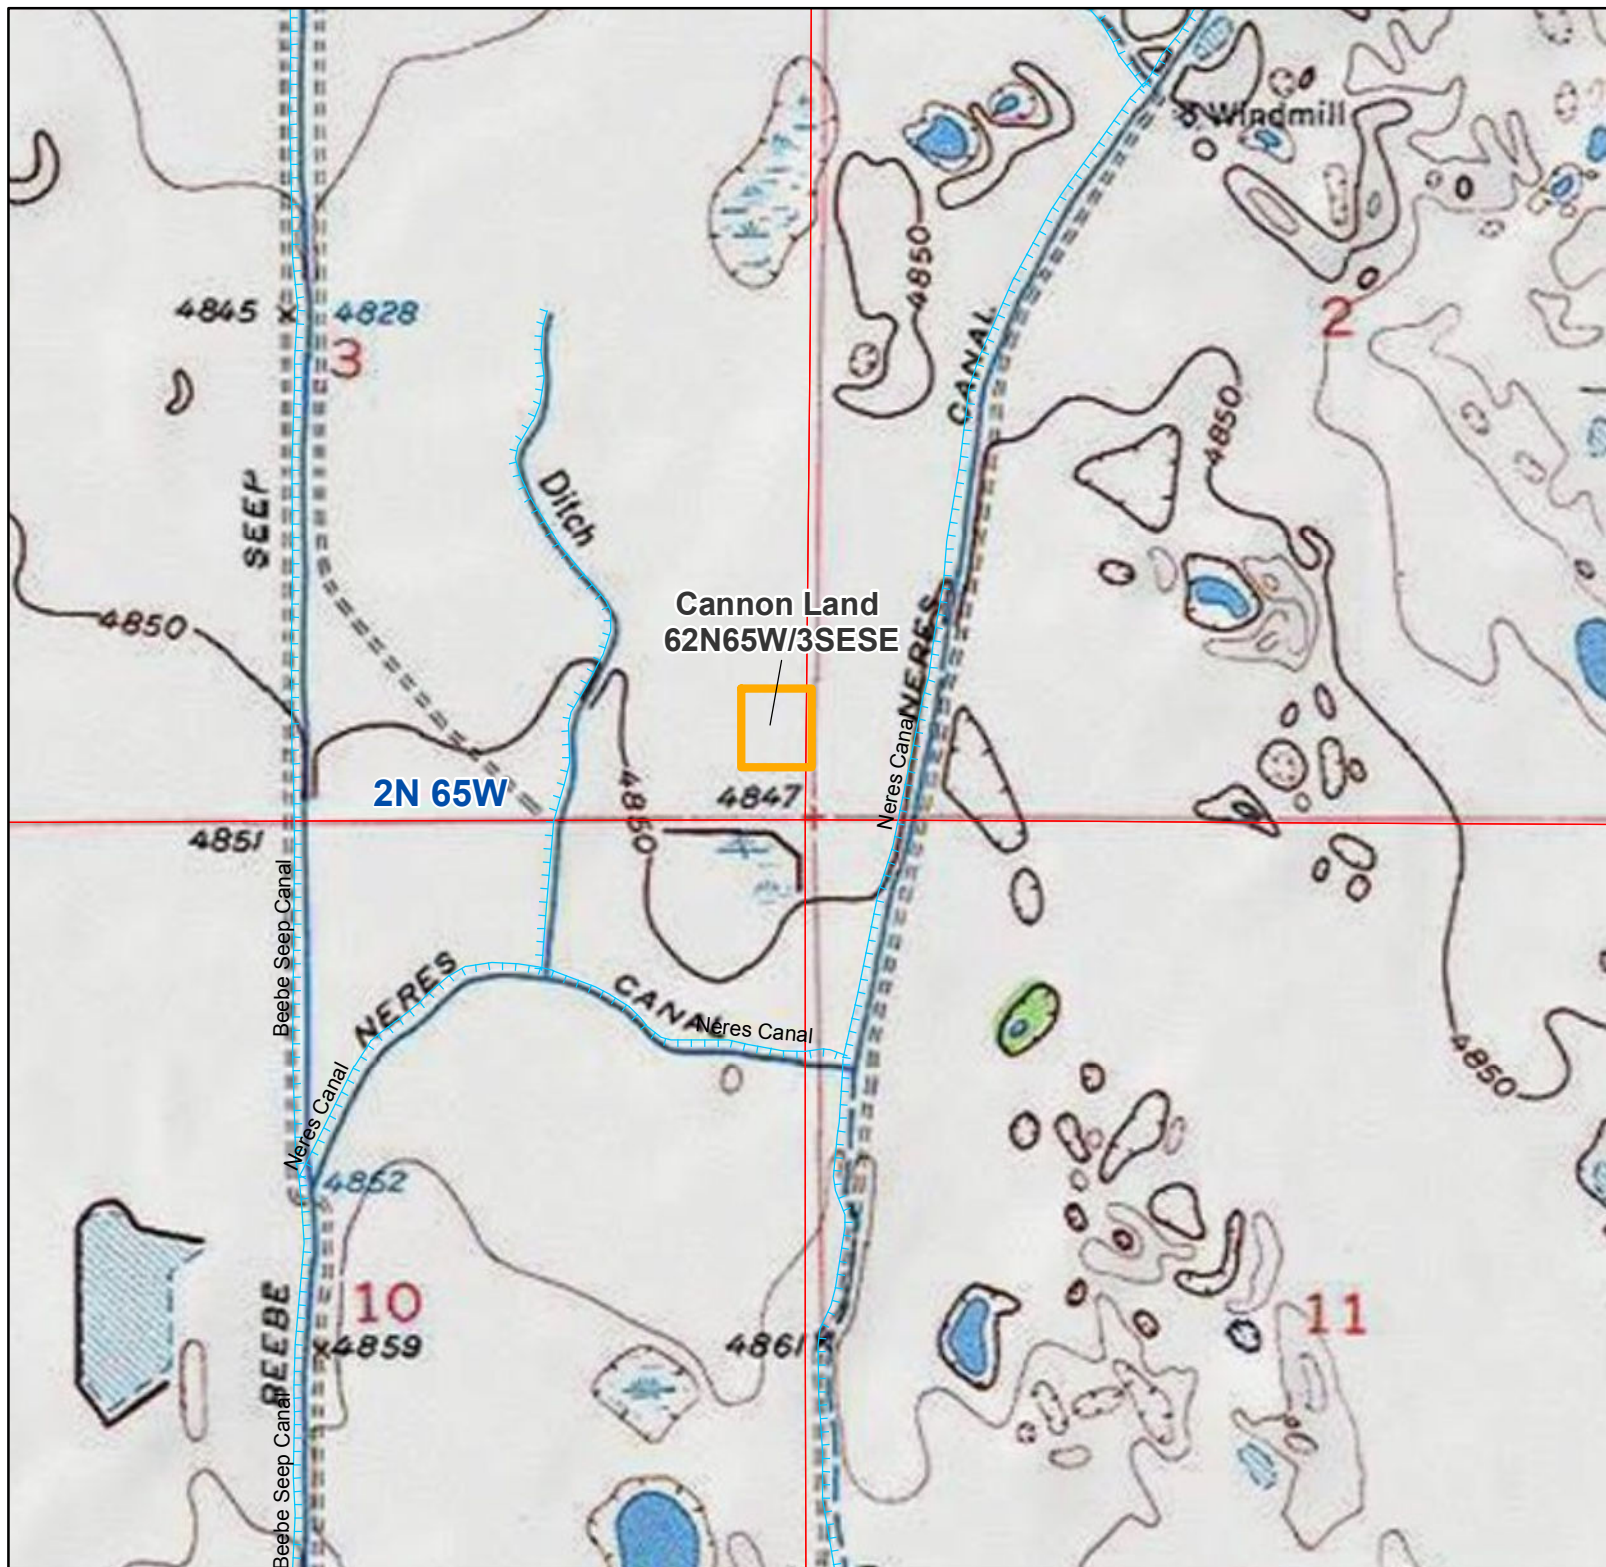 Windmill
4850
4845
4828
2
3
CANAL
4850
SEEP
Ditch
Cannon Land
62N65W/3SESE
4850
NERES
Neres Canal
2N 65W
4847
4850
4851
Beebe Seep Canal
NERES
CANAL
Neres Canal
4850
Neres Canal
4852
10
11
BEEBE
4859
4861
Beebe Seep Canal